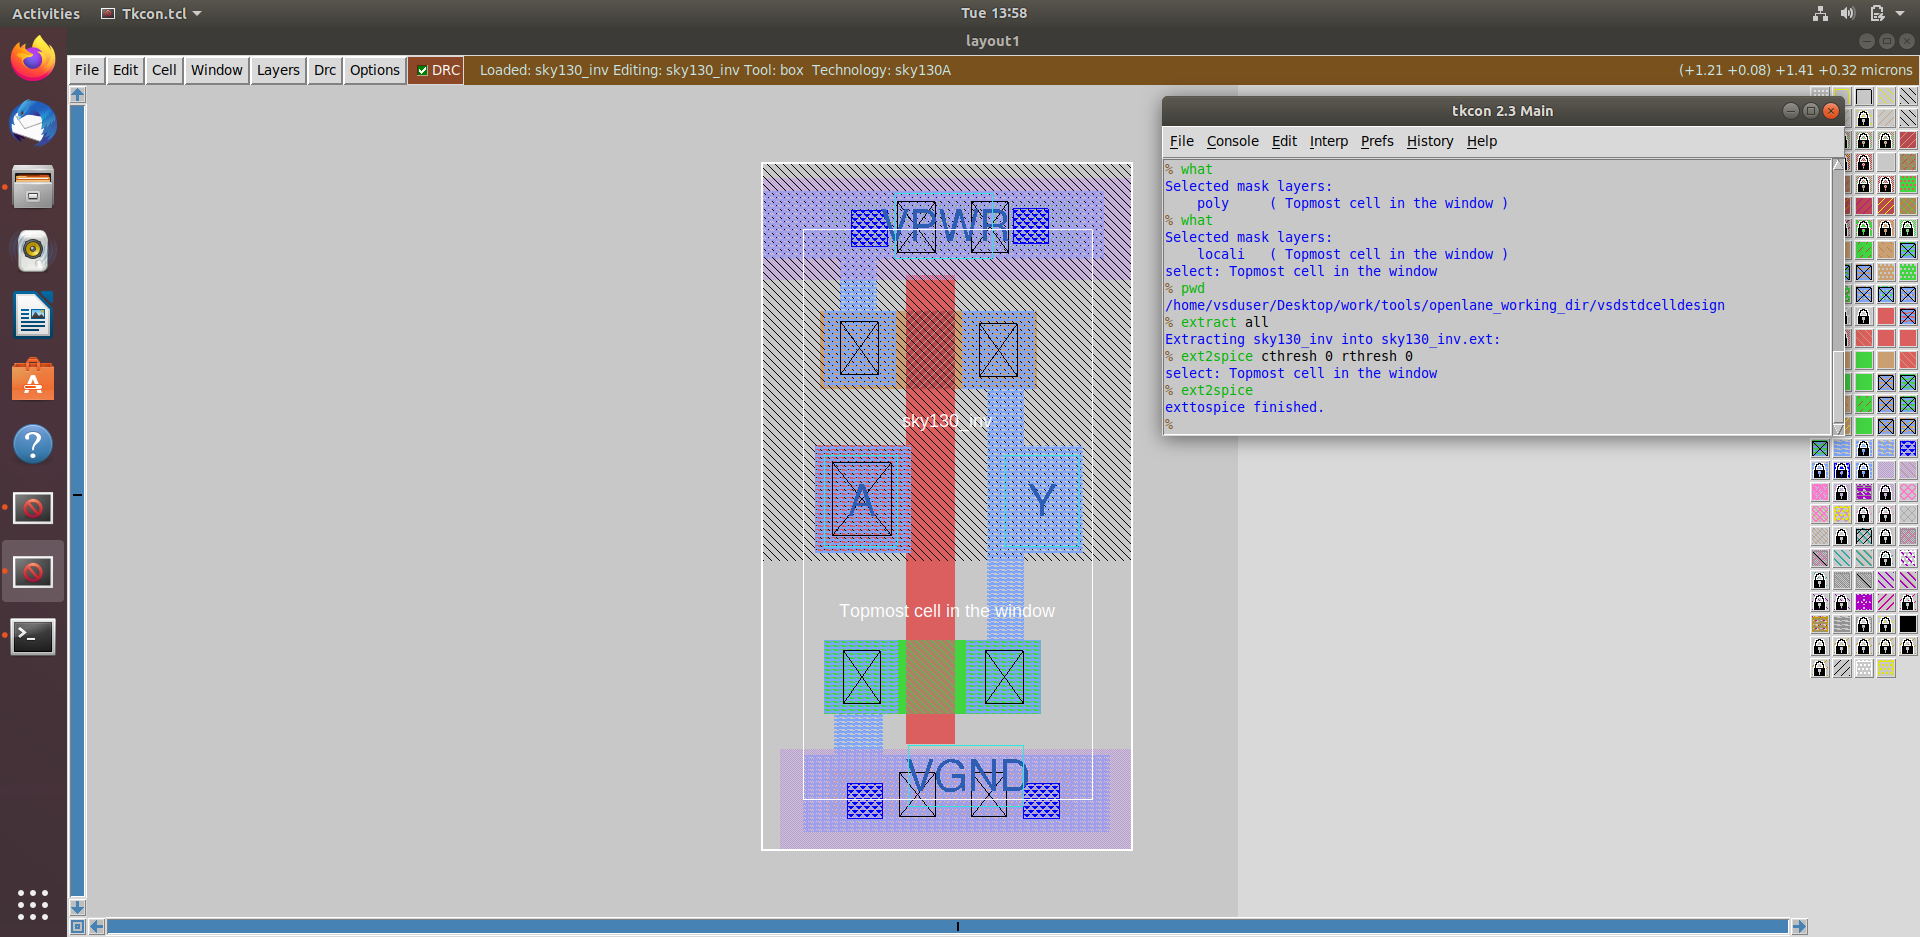 Activities Tkcon.tcl Tue 13:58
layout1
File Edit Cell Window Layers Drc Options DRC Loaded: sky130_inv Editing: sky130_inv Tool: box Technology: sky130A (+1.21 +0.08) +1.41 +0.32 microns
tkcon 2.3 Main
File Console Edit Interp Prefs History Help
% what
Selected mask layers:
poly ( Topmost cell in the window )
% what
Selected mask layers:
locali ( Topmost cell in the window )
select: Topmost cell in the window
% pwd
/home/vsduser/Desktop/work/tools/openlane_working_dir/vsdstdcelldesign
% extract all
Extracting sky130_inv into sky130_inv.ext:
% ext2spice cthresh 0 rthresh 0
select: Topmost cell in the window
% ext2spice
exttospice finished.
%
VPWR
sky130_inv
A Y
Topmost cell in the window
VGND